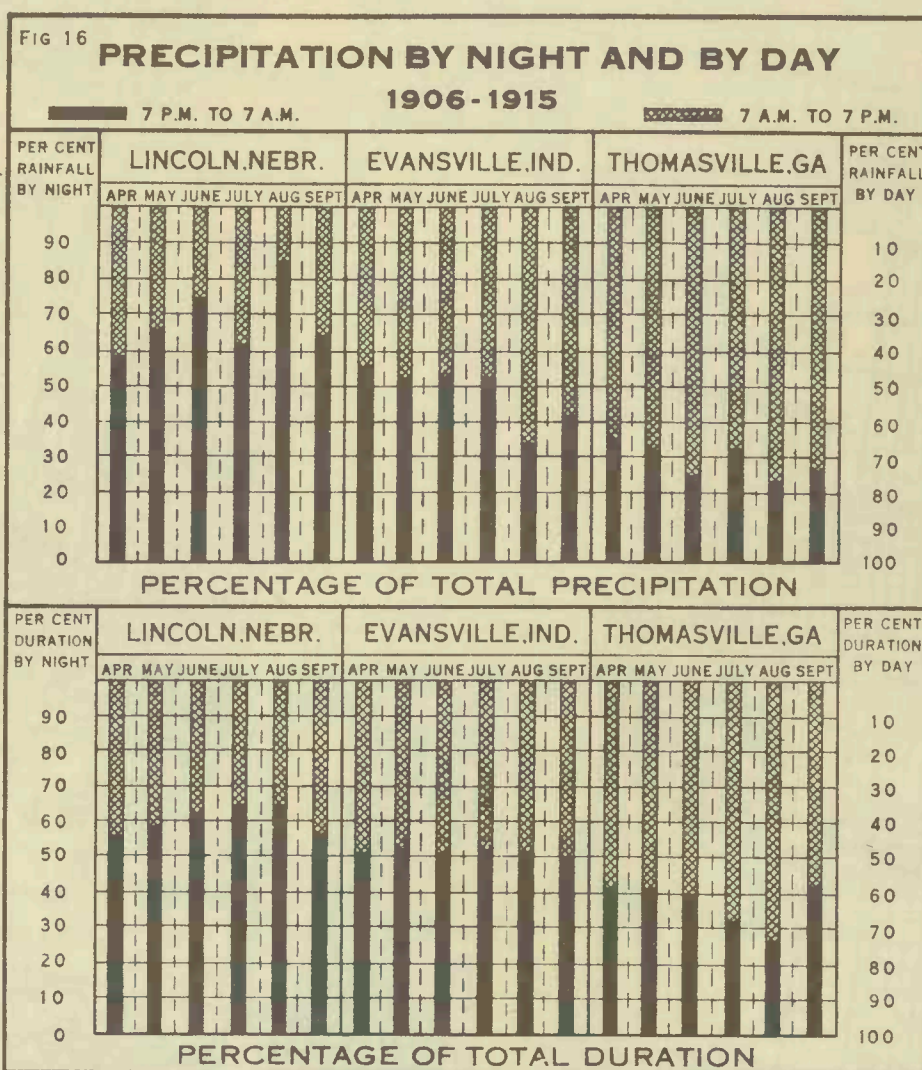 FIG 16
PRECIPITATION BY NIGHT AND BY DAY
1906-1915
7 P.M. TO 7 A.M.
7 A.M. TO 7 P.M.
PER CENT
RAINFALL
BY NIGHT
LINCOLN, NEBR.
EVANSVILLE, IND.
THOMASVILLE, GA
PER CENT
RAINFALL
BY DAY
APR MAY JUNE JULY AUG SEPT APR MAY JUNE JULY AUG SEPT APR MAY JUNE JULY AUG SEPT
90 10
80 20
70 30
60 40
50 50
40 60
30 70
20 80
10 90
0 100
PERCENTAGE OF TOTAL PRECIPITATION
PER CENT
DURATION
BY NIGHT
LINCOLN, NEBR.
EVANSVILLE, IND.
THOMASVILLE, GA
PER CENT
DURATION
BY DAY
APR MAY JUNE JULY AUG SEPT APR MAY JUNE JULY AUG SEPT APR MAY JUNE JULY AUG SEPT
90 10
80 20
70 30
60 40
50 50
40 60
30 70
20 80
10 90
0 100
PERCENTAGE OF TOTAL DURATION